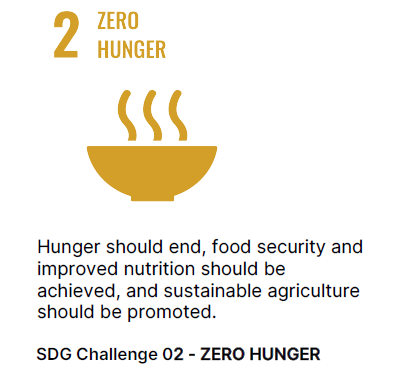 2 ZERO
HUNGER
Hunger should end, food security and
improved nutrition should be
achieved, and sustainable agriculture
should be promoted.
SDG Challenge 02 - ZERO HUNGER